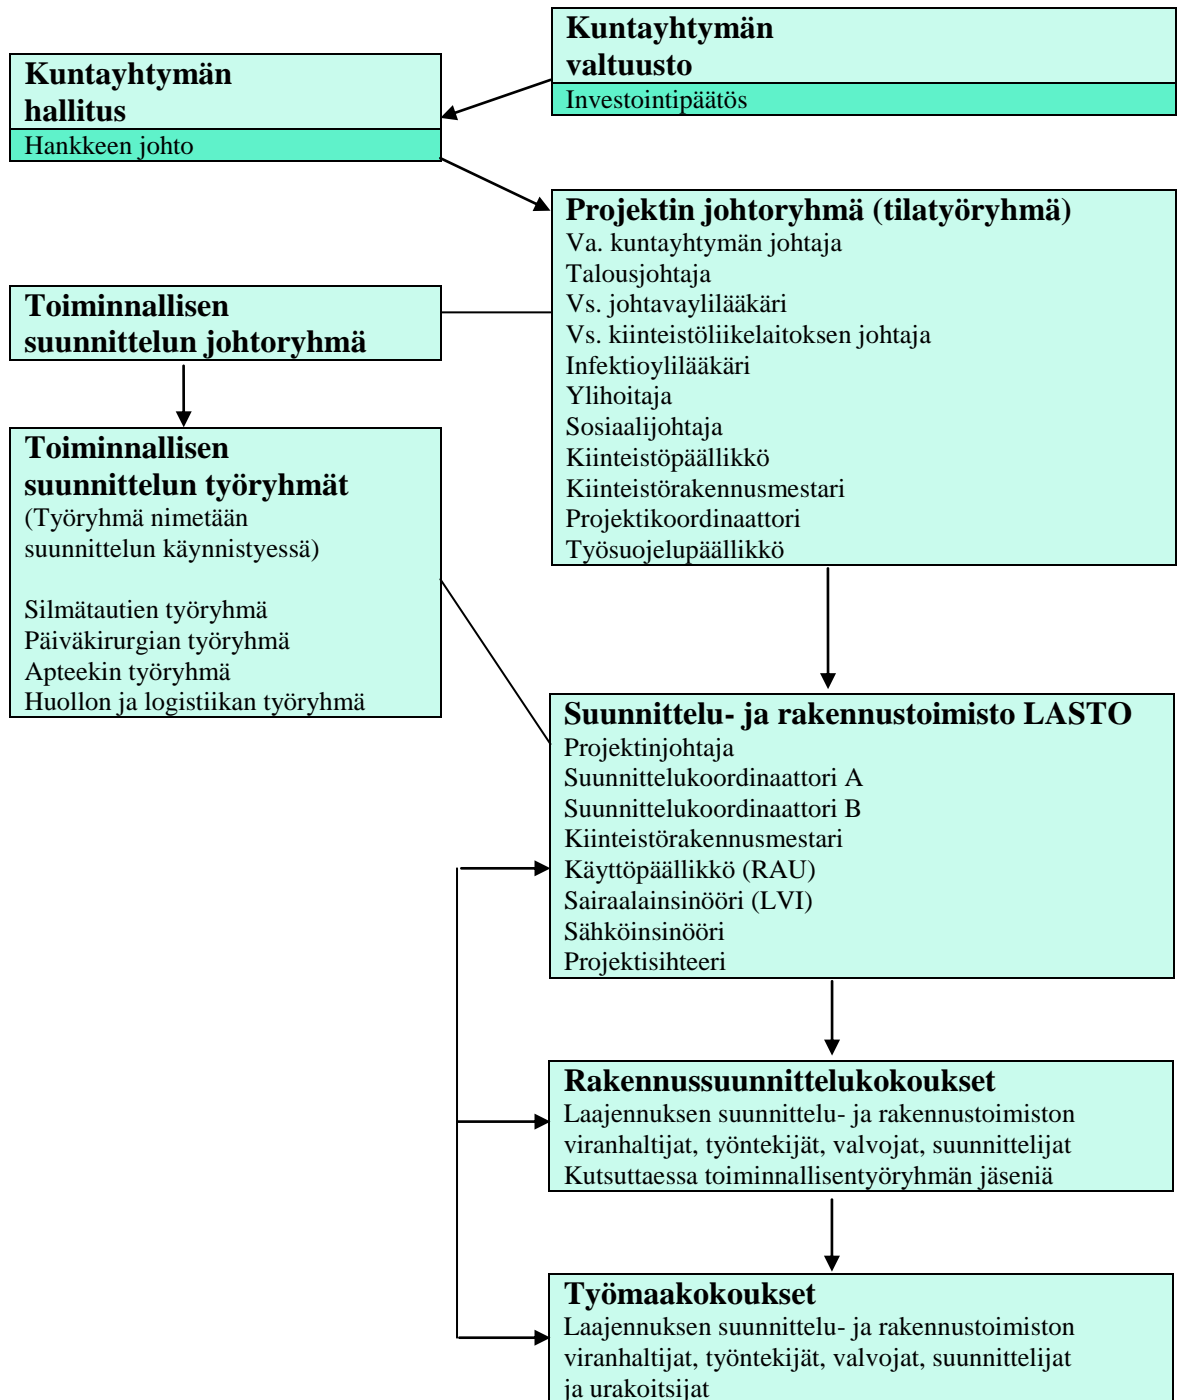 Kuntayhtymän
valtuusto
Investointipäätös
Kuntayhtymän
hallitus
Hankkeen johto
Projektin johtoryhmä (tilatyöryhmä)
Va. kuntayhtymän johtaja
Talousjohtaja
Vs. johtavaylilääkäri
Vs. kiinteistöliikelaitoksen johtaja
Infektioylilääkäri
Ylihoitaja
Sosiaalijohtaja
Kiinteistöpäällikkö
Kiinteistörakennusmestari
Projektikoordinaattori
Työsuojelupäällikkö
Toiminnallisen
suunnittelun johtoryhmä
Toiminnallisen
suunnittelun työryhmät
(Työryhmä nimetään
suunnittelun käynnistyessä)
Silmätautien työryhmä
Päiväkirurgian työryhmä
Apteekin työryhmä
Huollon ja logistiikan työryhmä
Suunnittelu- ja rakennustoimisto LASTO
Projektinjohtaja
Suunnittelukoordinaattori A
Suunnittelukoordinaattori B
Kiinteistörakennusmestari
Käyttöpäällikkö (RAU)
Sairaalainsinööri (LVI)
Sähköinsinööri
Projektisihteeri
Rakennussuunnittelukokoukset
Laajennuksen suunnittelu- ja rakennustoimiston
viranhaltijat, työntekijät, valvojat, suunnittelijat
Kutsuttaessa toiminnallisentyöryhmän jäseniä
Työmaakokoukset
Laajennuksen suunnittelu- ja rakennustoimiston
viranhaltijat, työntekijät, valvojat, suunnittelijat
ja urakoitsijat